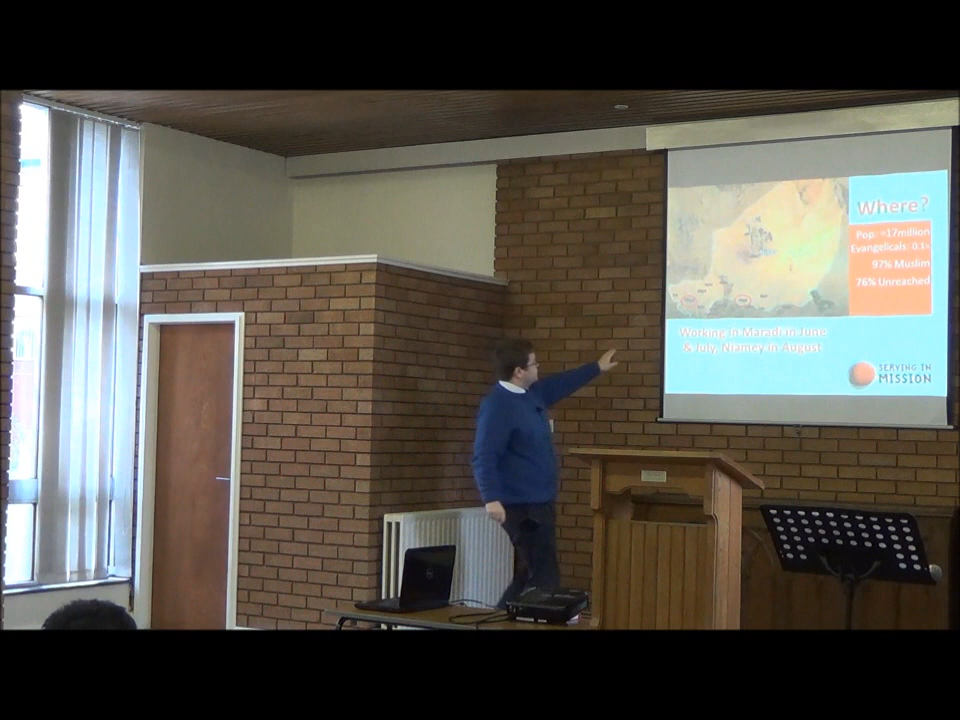 Where?
Pop: ≈17million
Evangelicals: 0.1%
97% Muslim
76% Unreached
Working in Maradi in June
& July, Niamey in August
SERVING IN
MISSION